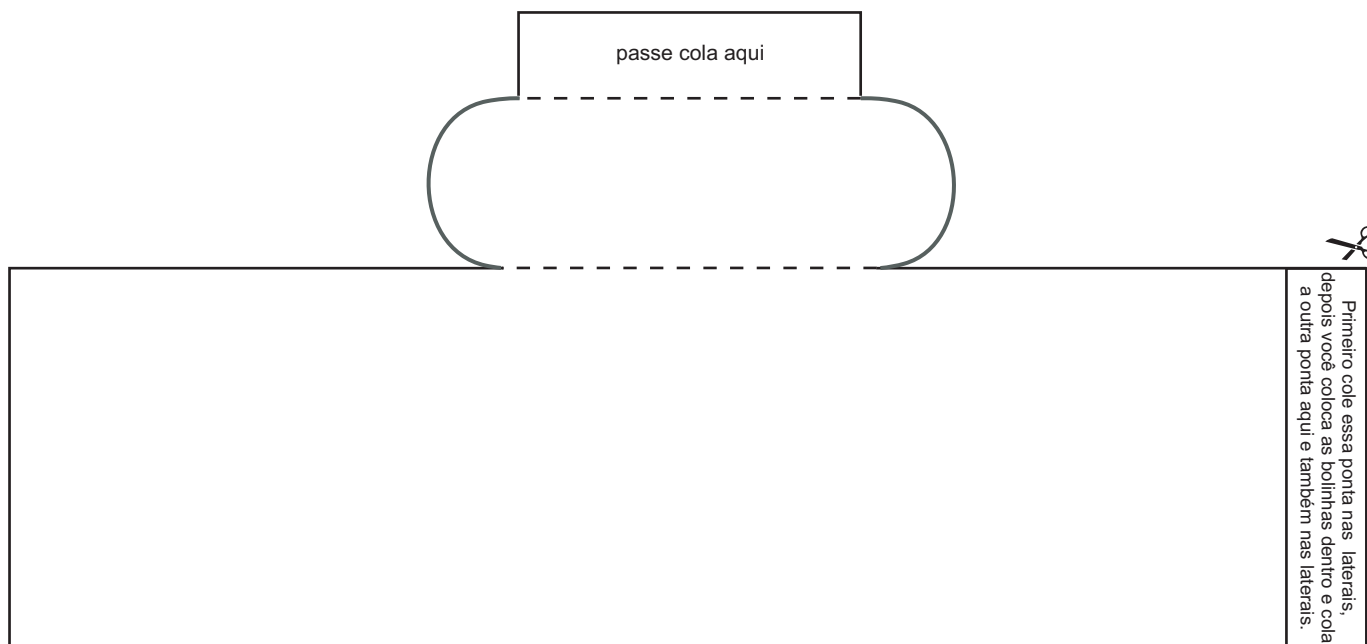 passe cola aqui
Primeiro cole essa ponta nas laterais,
depois você coloca as bolinhas dentro e cola
a outra ponta aqui e também nas laterais.